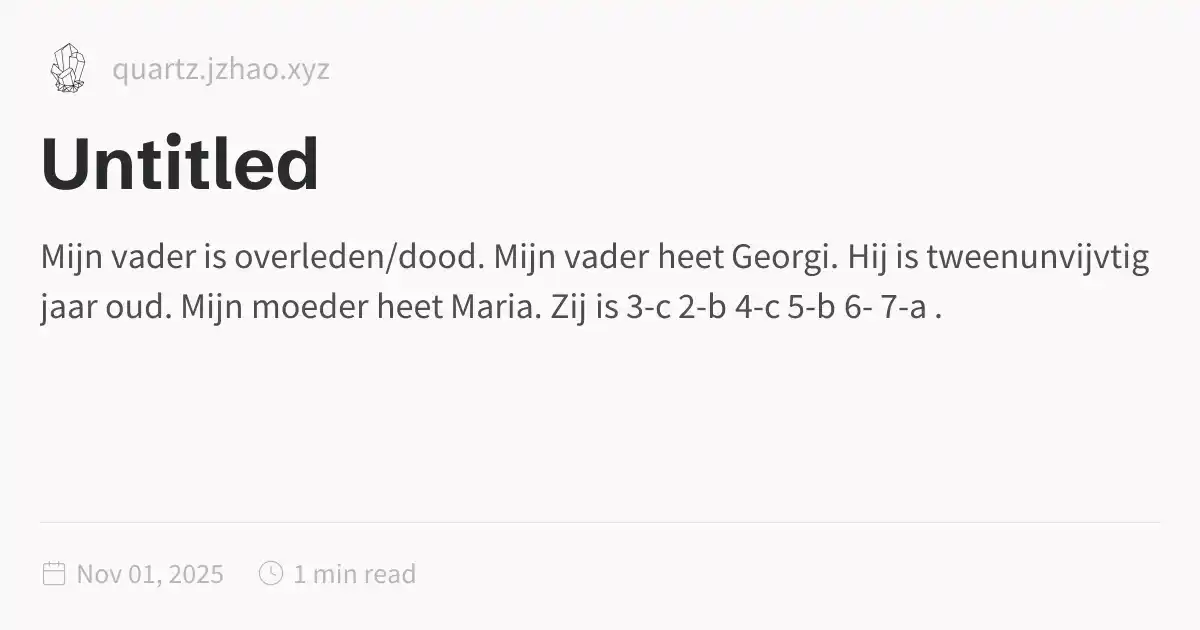 quartz.jzhao.xyz
Untitled
Mijn vader is overleden/dood. Mijn vader heet Georgi. Hij is tweenunvijvtig
jaar oud. Mijn moeder heet Maria. Zij is 3-c 2-b 4-c 5-b 6- 7-a .
Nov 01, 2025 1 min read